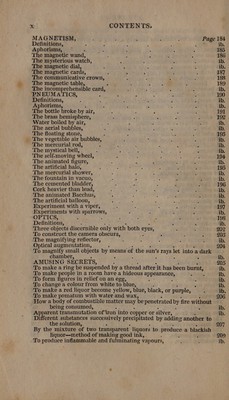 x CONTENTS.
MAGNETISM, Page 184
Definitions, ib.
Aphorisms, 185
The magnetic wand, 186
The mysterious watch, ib.
The magnetic dial, ib.
The magnetic cards, 187
The communicative crown, 188
The magnetic table, 189
The incomprehensible card, ib.
PNEUMATICS, 190
Definitions, ib.
Aphorisms, ib.
The bottle broke by air, 191
The brass hemisphere, 192
Water boiled by air, ib.
The aerial bubbles, ib.
The floating stone, 193
The vegetable air bubbles, ib.
The mercurial rod, ib.
The mystical bell, ib.
The self-moving wheel, 194
The animated figure, ib.
The artificial halo, 195
The mercurial shower, ib.
The fountain in vacuo, ib.
The cemented bladder, 196
Cork heavier than lead, ib.
The animated Bacchus, ib.
The artificial balloon, ib.
Experiment with a viper, 197
Experiments with sparrows, ib.
OPTICS, 198
Definitions, ib.
Three objects discernible only with both eyes, 202
To construct the camera obscura, 203
The magnifying reflector, ib.
Optical augmentation, 204
To magnify small objects by means of the sun's rays let into a dark
chamber, ib.
AMUSING SECRETS, 205
To make a ring be suspended by a thread after it has been burnt, ib.
To make people in a room have a hideous appearance, ib.
To form figures in relief on an egg, ib.
To change a colour from white to blue, ib.
To make a red liquor become yellow, blue, black, or purple, ib.
To make pomatum with water and wax, 206
How a body of combustible matter may be penetrated by fire without
being consumed, ib.
Apparent transmutation of iron into copper or silver, ib.
Different substances successively precipitated by adding another to
the solution, 207
By the mixture of two transparent liquors to produce a blackish
liquor—method of making good ink, 208
To produce inflammable and fulminating vapours, ib.